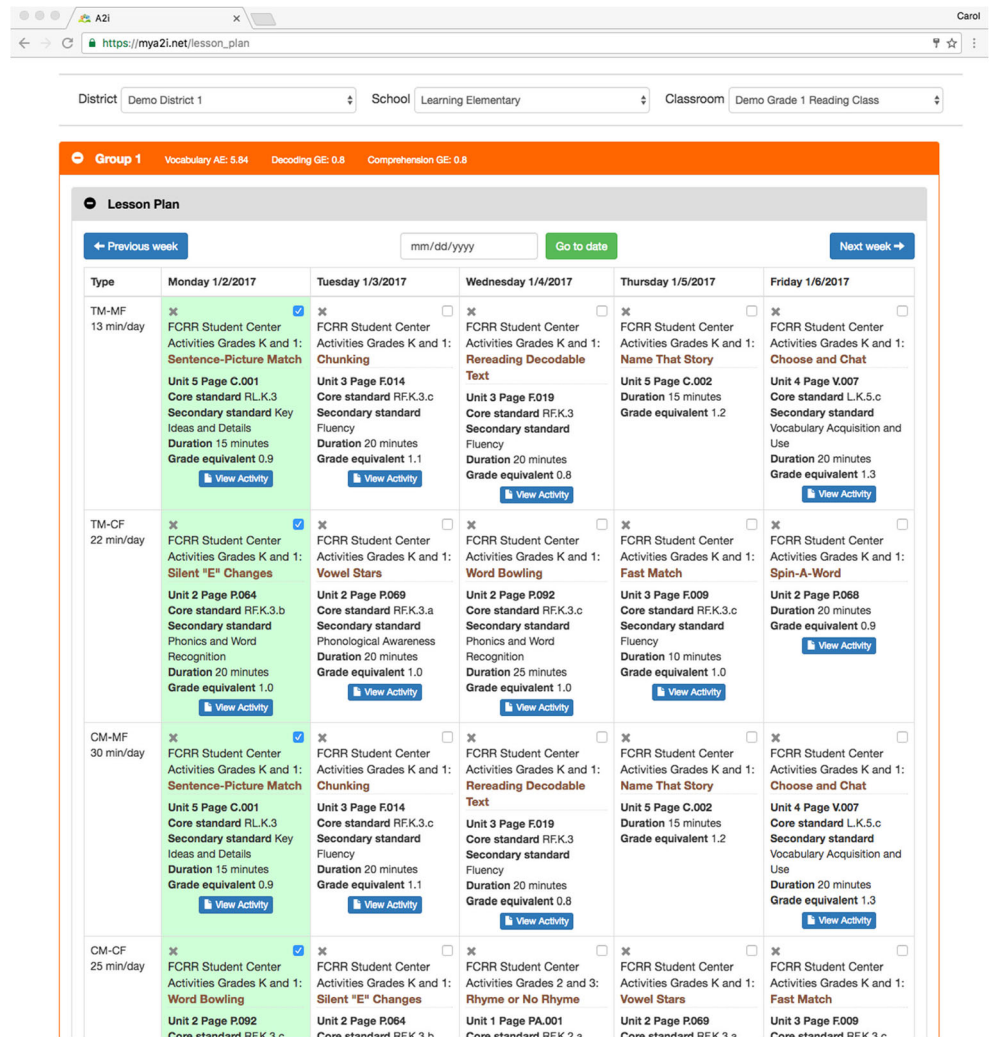 A2i
Carol
https://mya2i.net/lesson_plan
District Demo District 1 School Learning Elementary Classroom Demo Grade 1 Reading Class
Group 1 Vocabulary AE: 5.84 Decoding GE: 0.8 Comprehension GE: 0.8
Lesson Plan
Previous week mm/dd/yyyy Go to date Next week
Type Monday 1/2/2017 Tuesday 1/3/2017 Wednesday 1/4/2017 Thursday 1/5/2017 Friday 1/6/2017
TM-MF
13 min/day
FCRR Student Center
Activities Grades K and 1:
Sentence-Picture Match
Unit 5 Page C.001
Core standard RL.K.3
Secondary standard Key
Ideas and Details
Duration 15 minutes
Grade equivalent 0.9
View Activity
FCRR Student Center
Activities Grades K and 1:
Chunking
Unit 3 Page F.014
Core standard RF.K.3.c
Secondary standard
Fluency
Duration 20 minutes
Grade equivalent 1.1
View Activity
FCRR Student Center
Activities Grades K and 1:
Rereading Decodable
Text
Unit 3 Page F.019
Core standard RF.K.3
Secondary standard
Fluency
Duration 20 minutes
Grade equivalent 0.8
View Activity
FCRR Student Center
Activities Grades K and 1:
Name That Story
Unit 5 Page C.002
Duration 15 minutes
Grade equivalent 1.2
FCRR Student Center
Activities Grades K and 1:
Choose and Chat
Unit 4 Page V.007
Core standard L.K.5.c
Secondary standard
Vocabulary Acquisition and
Use
Duration 20 minutes
Grade equivalent 1.3
View Activity
TM-CF
22 min/day
FCRR Student Center
Activities Grades K and 1:
Silent "E" Changes
Unit 2 Page P.064
Core standard RF.K.3.b
Secondary standard
Phonics and Word
Recognition
Duration 20 minutes
Grade equivalent 1.0
View Activity
FCRR Student Center
Activities Grades K and 1:
Vowel Stars
Unit 2 Page P.069
Core standard RF.K.3.a
Secondary standard
Phonological Awareness
Duration 20 minutes
Grade equivalent 1.0
View Activity
FCRR Student Center
Activities Grades K and 1:
Word Bowling
Unit 2 Page P.092
Core standard RF.K.3.c
Secondary standard
Phonics and Word
Recognition
Duration 25 minutes
Grade equivalent 1.0
View Activity
FCRR Student Center
Activities Grades K and 1:
Fast Match
Unit 3 Page F.009
Core standard RF.K.3.c
Secondary standard
Fluency
Duration 10 minutes
Grade equivalent 1.0
View Activity
FCRR Student Center
Activities Grades K and 1:
Spin-A-Word
Unit 2 Page P.068
Duration 20 minutes
Grade equivalent 0.9
View Activity
CM-MF
30 min/day
FCRR Student Center
Activities Grades K and 1:
Sentence-Picture Match
Unit 5 Page C.001
Core standard RL.K.3
Secondary standard Key
Ideas and Details
Duration 15 minutes
Grade equivalent 0.9
View Activity
FCRR Student Center
Activities Grades K and 1:
Chunking
Unit 3 Page F.014
Core standard RF.K.3.c
Secondary standard
Fluency
Duration 20 minutes
Grade equivalent 1.1
View Activity
FCRR Student Center
Activities Grades K and 1:
Rereading Decodable
Text
Unit 3 Page F.019
Core standard RF.K.3
Secondary standard
Fluency
Duration 20 minutes
Grade equivalent 0.8
View Activity
FCRR Student Center
Activities Grades K and 1:
Name That Story
Unit 5 Page C.002
Duration 15 minutes
Grade equivalent 1.2
FCRR Student Center
Activities Grades K and 1:
Choose and Chat
Unit 4 Page V.007
Core standard L.K.5.c
Secondary standard
Vocabulary Acquisition and
Use
Duration 20 minutes
Grade equivalent 1.3
View Activity
CM-CF
25 min/day
FCRR Student Center
Activities Grades K and 1:
Word Bowling
Unit 2 Page P.092
Core standard RF.K.3.c
FCRR Student Center
Activities Grades K and 1:
Silent "E" Changes
Unit 2 Page P.064
Core standard RF.K.3.b
FCRR Student Center
Activities Grades 2 and 3:
Rhyme or No Rhyme
Unit 1 Page PA.001
Core standard RF.K.2.a
FCRR Student Center
Activities Grades K and 1:
Vowel Stars
Unit 2 Page P.069
Core standard RF.K.3.a
FCRR Student Center
Activities Grades K and 1:
Fast Match
Unit 3 Page F.009
Core standard RF.K.3.c